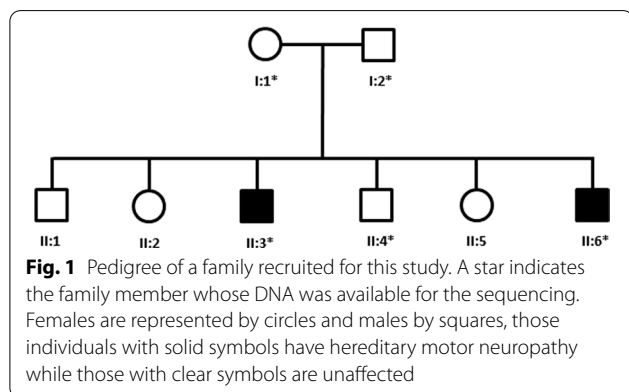 I:1* I:2*
II:1 II:2 II:3* II:4* II:5 II:6*
Fig. 1 Pedigree of a family recruited for this study. A star indicates
the family member whose DNA was available for the sequencing.
Females are represented by circles and males by squares, those
individuals with solid symbols have hereditary motor neuropathy
while those with clear symbols are unaffected